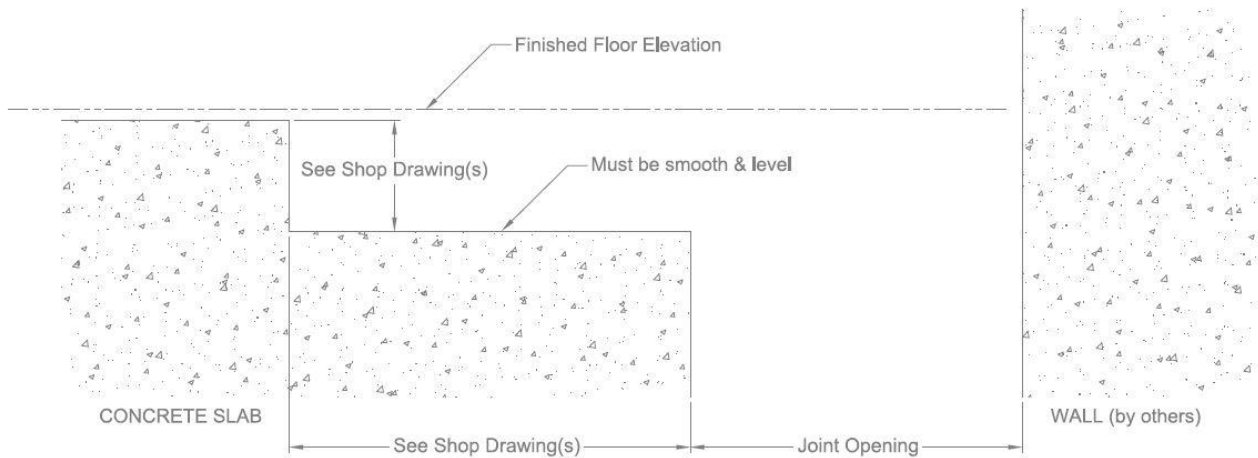 Finished Floor Elevation
See Shop Drawing(s)
Must be smooth & level
CONCRETE SLAB
WALL (by others)
See Shop Drawing(s)
Joint Opening